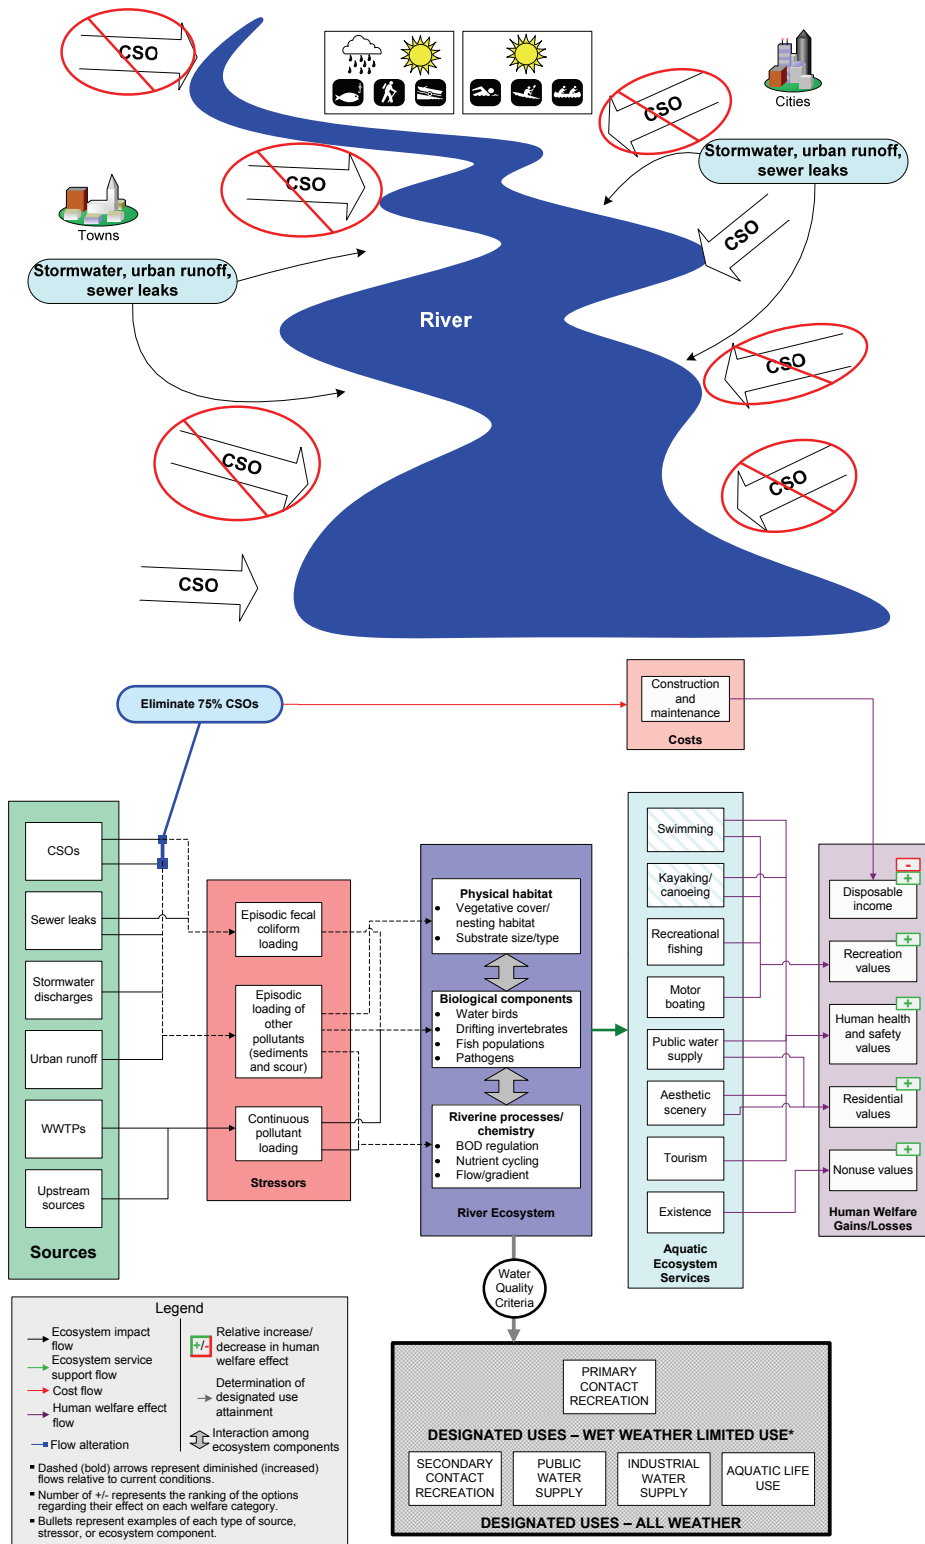 CSO
CSO
Cities
Stormwater, urban runoff,
sewer leaks
CSO
Towns
CSO
Stormwater, urban runoff,
sewer leaks
River
CSO
CSO
CSO
CSO
Eliminate 75% CSOs
Construction
and
maintenance
Costs
CSOs
Sewer leaks
Stormwater
discharges
Urban runoff
WWTPs
Upstream
sources
Sources
Episodic fecal
coliform
loading
Episodic
loading of
other
pollutants
(sediments
and scour)
Continuous
pollutant
loading
Stressors
Physical habitat
• Vegetative cover/
nesting habitat
• Substrate size/type
Biological components
• Water birds
• Drifting invertebrates
• Fish populations
• Pathogens
Riverine processes/
chemistry
• BOD regulation
• Nutrient cycling
• Flow/gradient
River Ecosystem
Swimming
Kayaking/
canoeing
Recreational
fishing
Motor
boating
Public water
supply
Aesthetic
scenery
Tourism
Existence
Aquatic
Ecosystem
Services
-
+
Disposable
income
+
Recreation
values
+
Human health
and safety
values
+
Residential
values
+
Nonuse values
Human Welfare
Gains/Losses
Water
Quality
Criteria
PRIMARY
CONTACT
RECREATION
DESIGNATED USES – WET WEATHER LIMITED USE*
SECONDARY
CONTACT
RECREATION
PUBLIC
WATER
SUPPLY
INDUSTRIAL
WATER
SUPPLY
AQUATIC LIFE
USE
DESIGNATED USES – ALL WEATHER
Legend
Ecosystem impact
flow
Ecosystem service
support flow
Cost flow
Human welfare effect
flow
Flow alteration
+/-
Relative increase/
decrease in human
welfare effect
Determination of
designated use
attainment
Interaction among
ecosystem components
▪ Dashed (bold) arrows represent diminished (increased)
flows relative to current conditions.
▪ Number of +/- represents the ranking of the options
regarding their effect on each welfare category.
▪ Bullets represent examples of each type of source,
stressor, or ecosystem component.